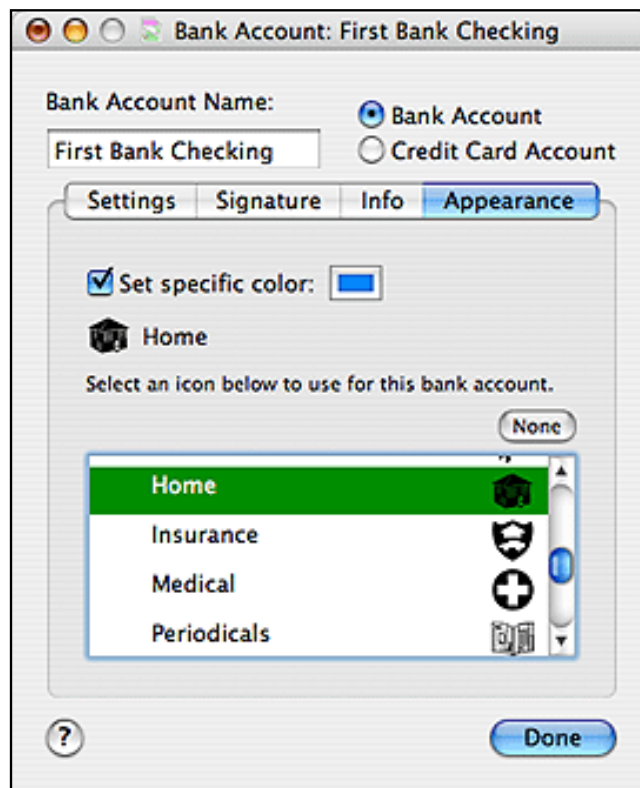 Bank Account: First Bank Checking
Bank Account Name:
Bank Account
First Bank Checking
Credit Card Account
Settings Signature Info Appearance
Set specific color:
Home
Select an icon below to use for this bank account.
None
Home
Insurance
Medical
Periodicals
? Done